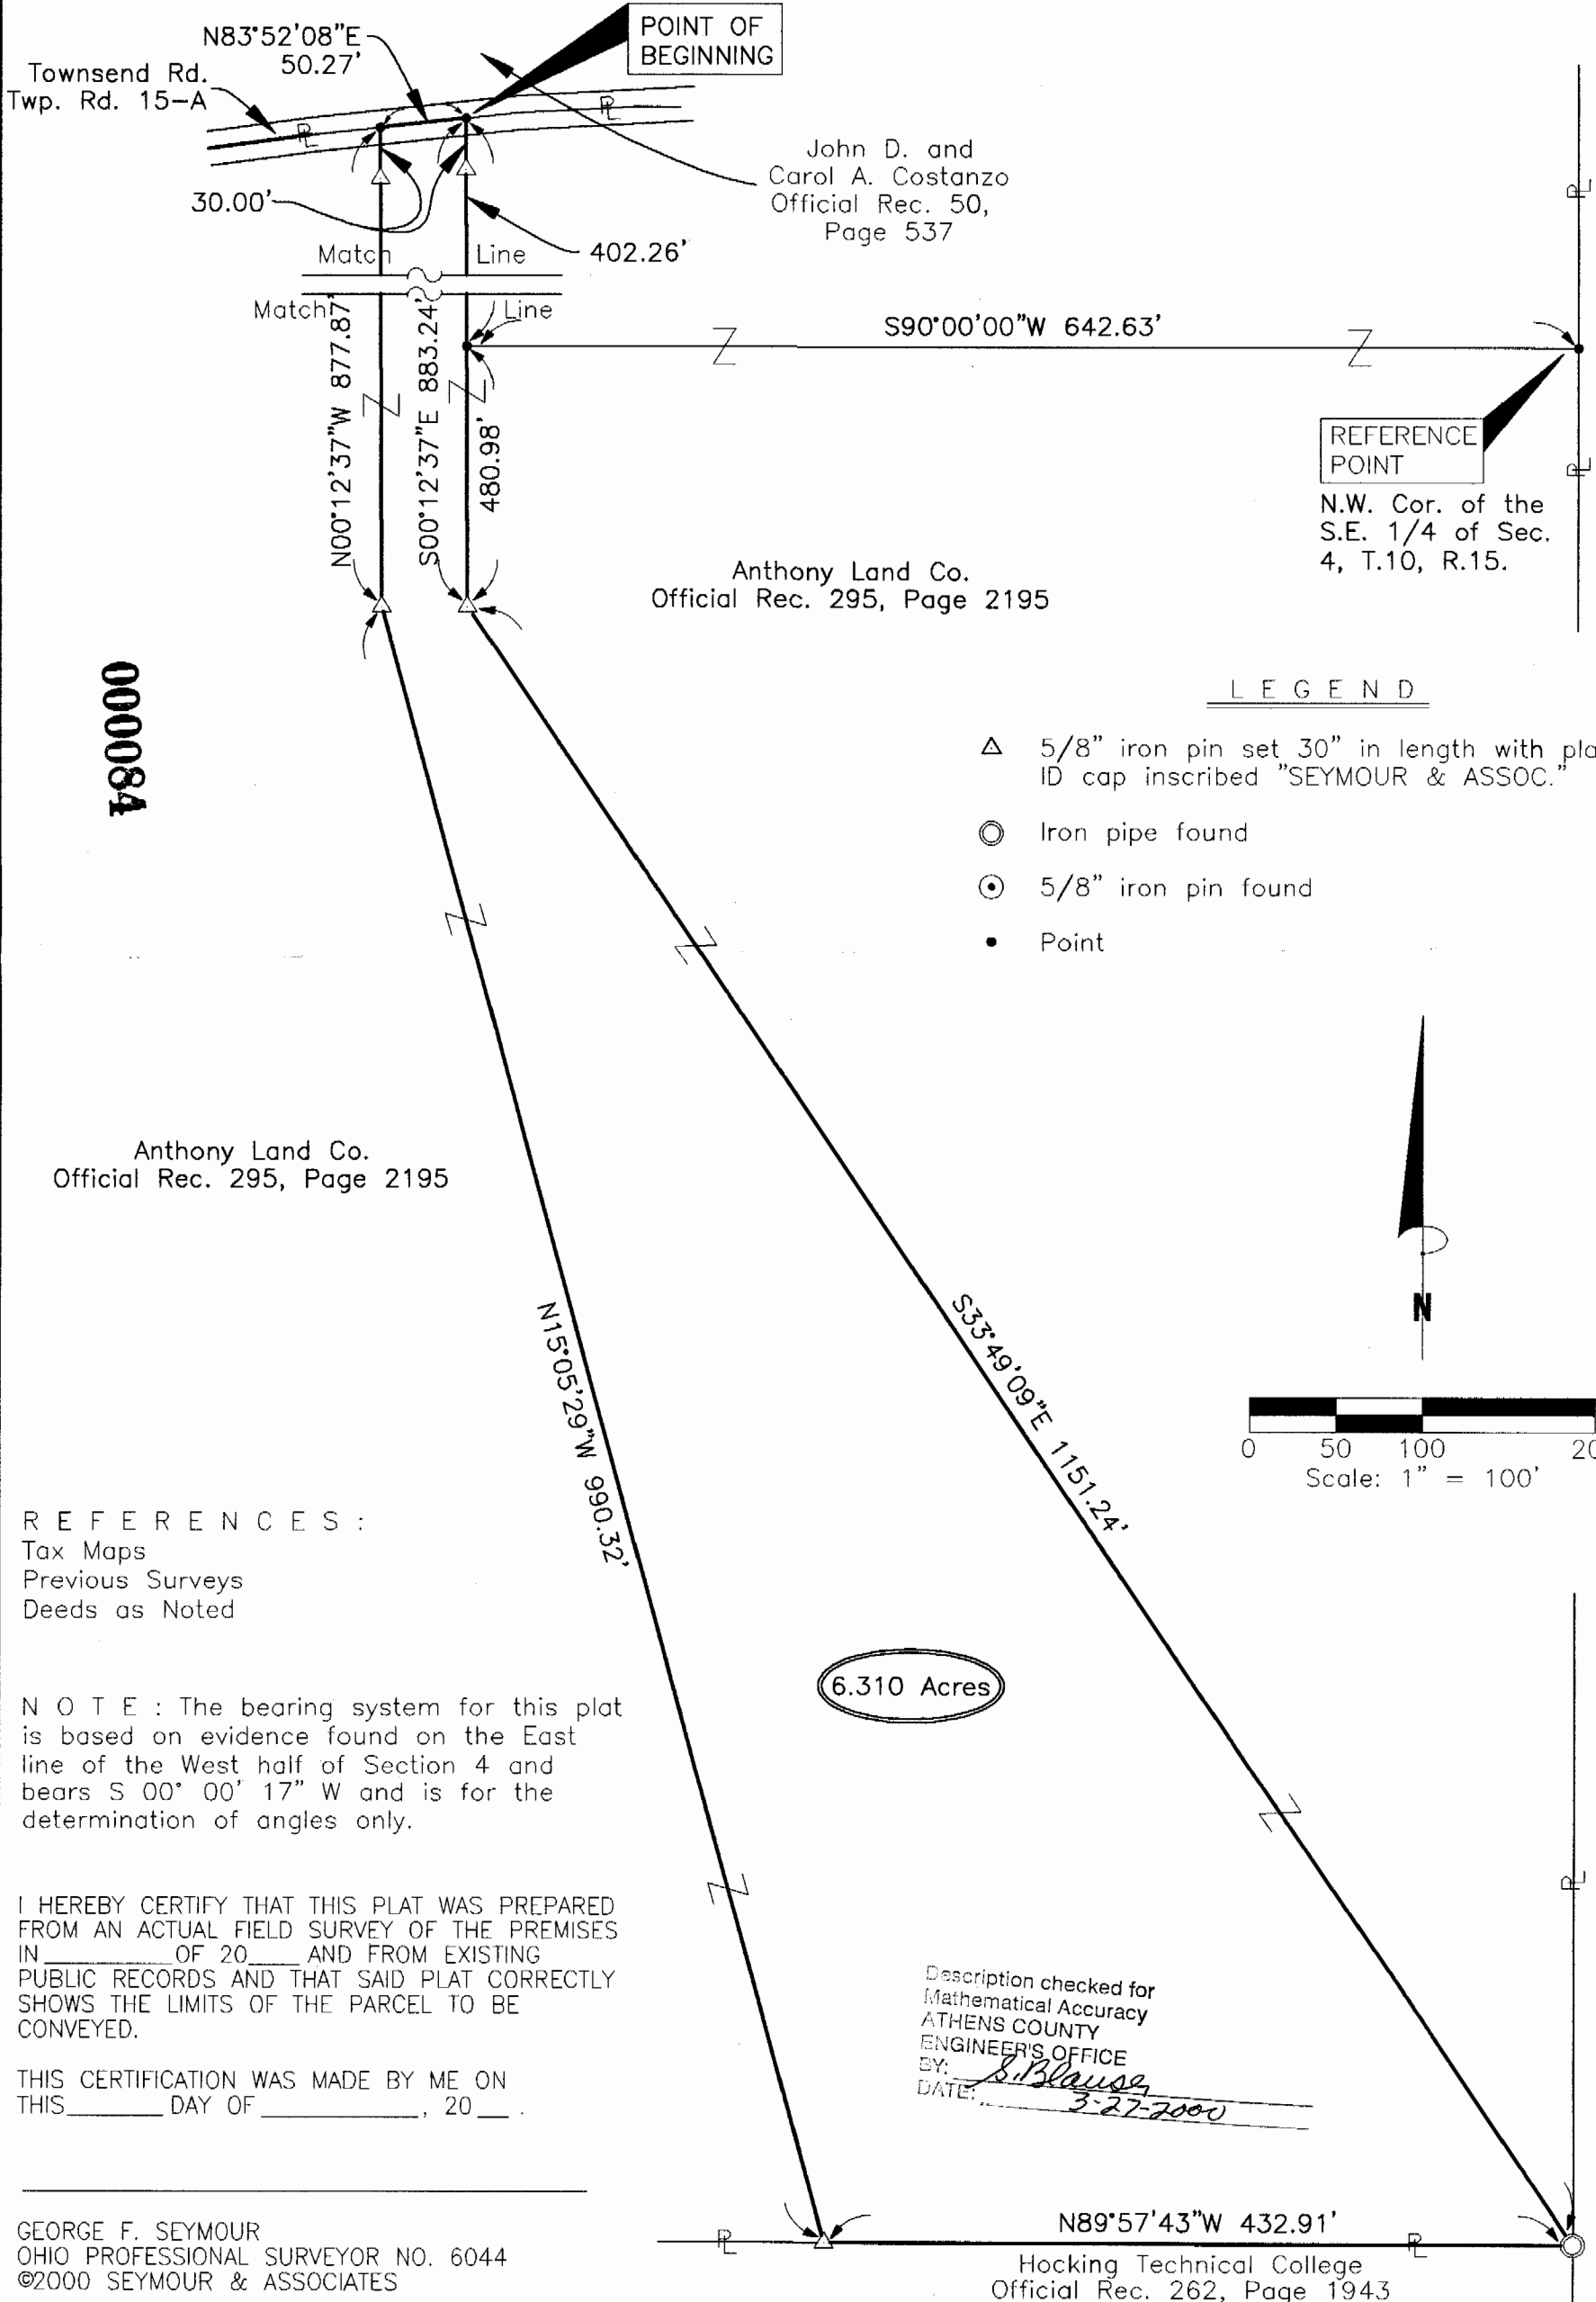 N83°52'08"E
50.27'
POINT OF
BEGINNING
Townsend Rd.
Twp. Rd. 15-A
John D. and
Carol A. Costanzo
Official Rec. 50,
Page 537
30.00'
402.26'
Match Line
Match Line
N00°12'37"W 877.87'
S00°12'37"E 883.24'
480.98'
S90°00'00"W 642.63'
REFERENCE
POINT
N.W. Cor. of the
S.E. 1/4 of Sec.
4, T.10, R.15.
Anthony Land Co.
Official Rec. 295, Page 2195
000084
LEGEND
5/8" iron pin set 30" in length with
ID cap inscribed "SEYMOUR & ASSOC."
Iron pipe found
5/8" iron pin found
Point
Anthony Land Co.
Official Rec. 295, Page 2195
N
N15°05'29"W 990.32'
S33°49'09"E 1151.24'
0 50 100
Scale: 1" = 100'
REFERENCES:
Tax Maps
Previous Surveys
Deeds as Noted
6.310 Acres
NOTE: The bearing system for this plat
is based on evidence found on the East
line of the West half of Section 4 and
bears S 00° 00' 17" W and is for the
determination of angles only.
I HEREBY CERTIFY THAT THIS PLAT WAS PREPARED
FROM AN ACTUAL FIELD SURVEY OF THE PREMISES
IN OF 20 AND FROM EXISTING
PUBLIC RECORDS AND THAT SAID PLAT CORRECTLY
SHOWS THE LIMITS OF THE PARCEL TO BE
CONVEYED.
THIS CERTIFICATION WAS MADE BY ME ON
THIS DAY OF , 20 .
Description checked for
Mathematical Accuracy
ATHENS COUNTY
ENGINEER'S OFFICE
BY: S. Blauser
DATE: 3-27-2000
GEORGE F. SEYMOUR
OHIO PROFESSIONAL SURVEYOR NO. 6044
©2000 SEYMOUR & ASSOCIATES
N89°57'43"W 432.91'
Hocking Technical College
Official Rec. 262, Page 1943